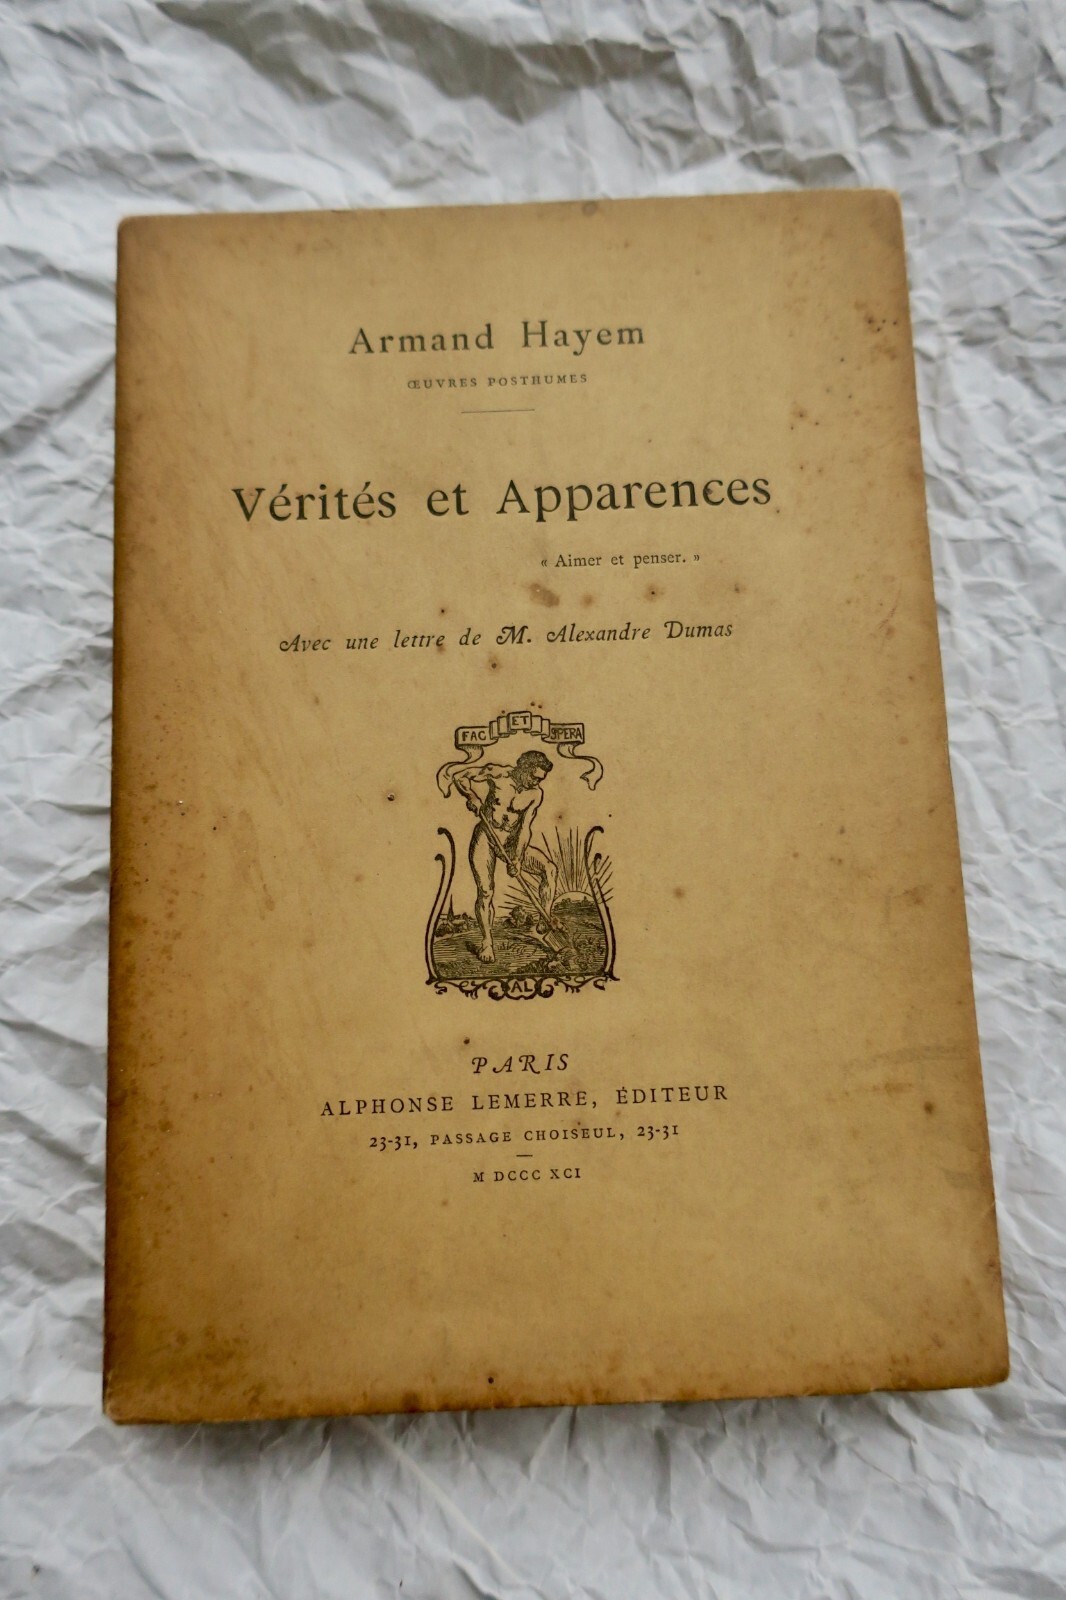 Armand Hayem
ŒUVRES POSTHUMES
Vérités et Apparences
« Aimer et penser. »
Avec une lettre de M. Alexandre Dumas
FAC ET SPERA
AL
PARIS
ALPHONSE LEMERRE, ÉDITEUR
23-31, PASSAGE CHOISEUL, 23-31
M DCCC XCI